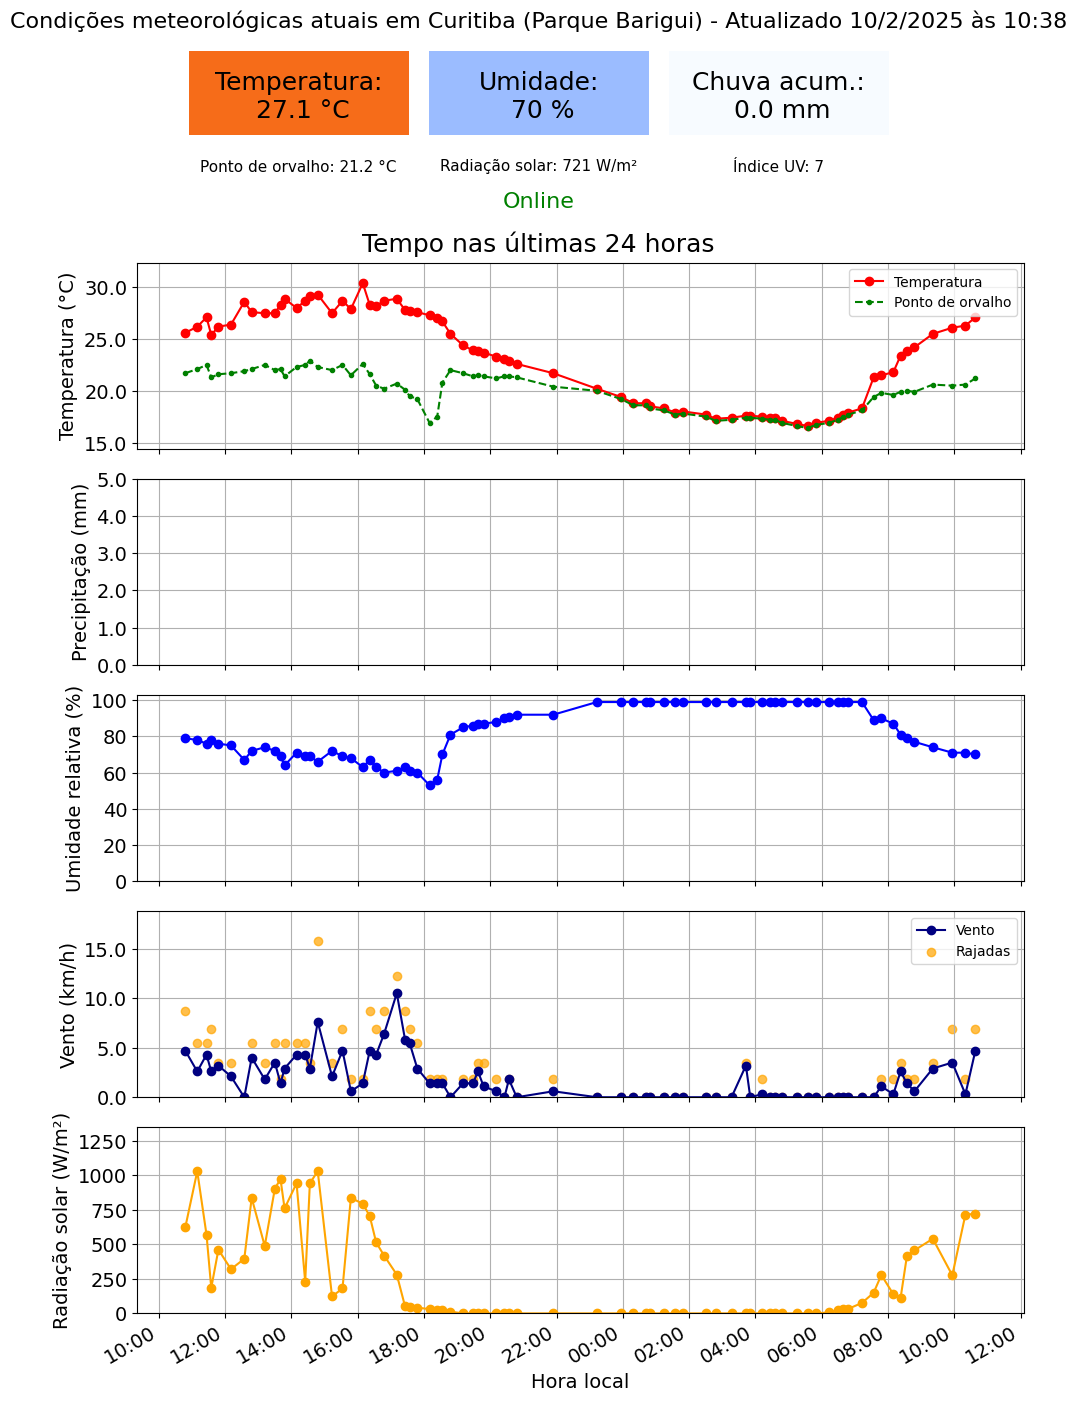 Condições meteorológicas atuais em Curitiba (Parque Barigui) - Atualizado 10/2/2025 às 10:38
Temperatura:
27.1 °C
Umidade:
70 %
Chuva acum.:
0.0 mm
Ponto de orvalho: 21.2 °C
Radiação solar: 721 W/m²
Índice UV: 7
Online
Tempo nas últimas 24 horas
Temperatura (°C)
30.0
25.0
20.0
15.0
Temperatura
Ponto de orvalho
Precipitação (mm)
5.0
4.0
3.0
2.0
1.0
0.0
Umidade relativa (%)
100
80
60
40
20
0
Vento (km/h)
15.0
10.0
5.0
0.0
Vento
Rajadas
Radiação solar (W/m²)
1250
1000
750
500
250
0
10:00 12:00 14:00 16:00 18:00 20:00 22:00 00:00 02:00 04:00 06:00 08:00 10:00 12:00
Hora local